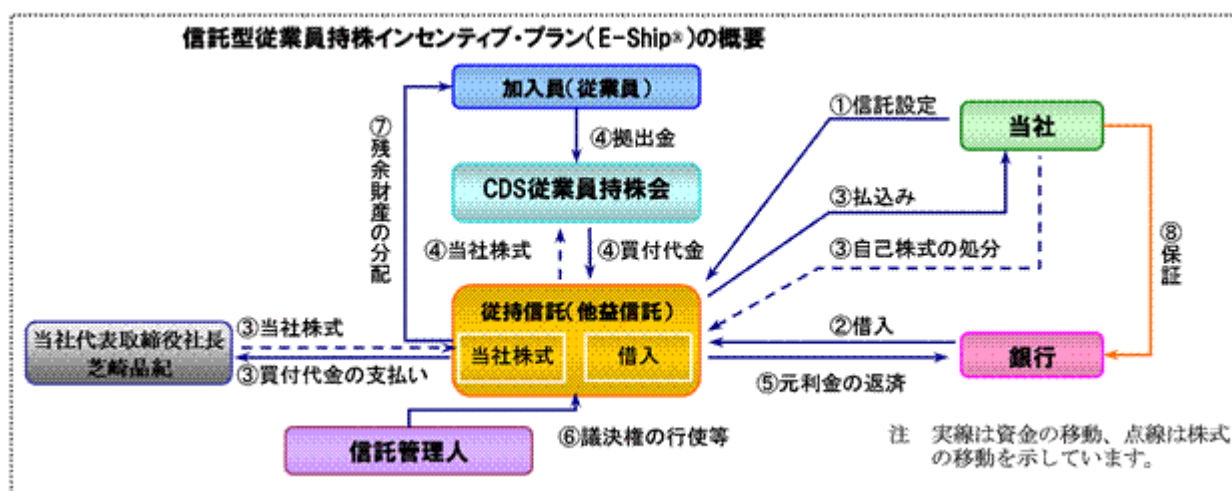 信託型従業員持株インセンティブ・プラン(E-Ship®)の概要
加入員(従業員)
①信託設定
当社
⑦残余財産の分配
④拠出金
CDS従業員持株会
③払込み
④当社株式
④買付代金
③自己株式の処分
⑧保証
従持信託(他益信託)
③当社株式
当社代表取締役社長
芝崎晶紀
当社株式
借入
②借入
銀行
③買付代金の支払い
⑤元利金の返済
⑥議決権の行使等
信託管理人
注 実線は資金の移動、点線は株式
の移動を示しています。